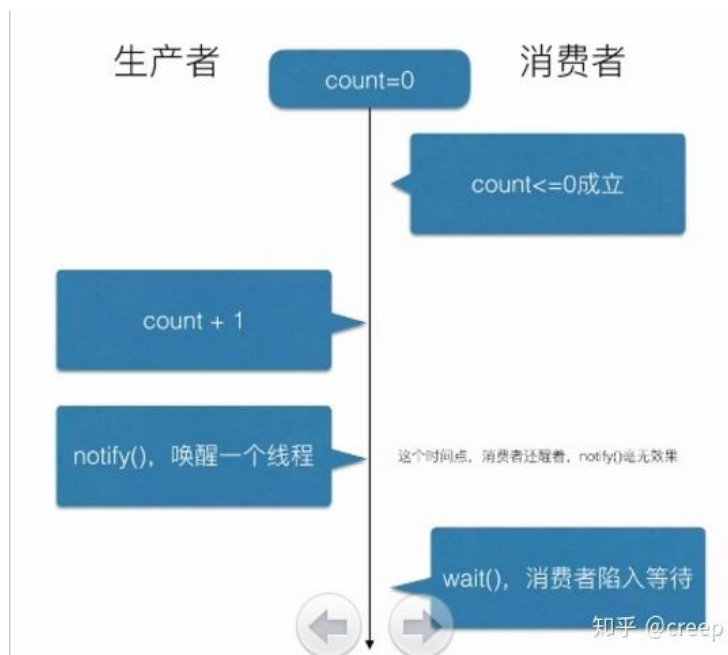 生产者
消费者
count=0
count<=0成立
count + 1
notify()，唤醒一个线程
这个时间点，消费者还醒着，notify()毫无效果
wait()，消费者陷入等待
知乎 @creep